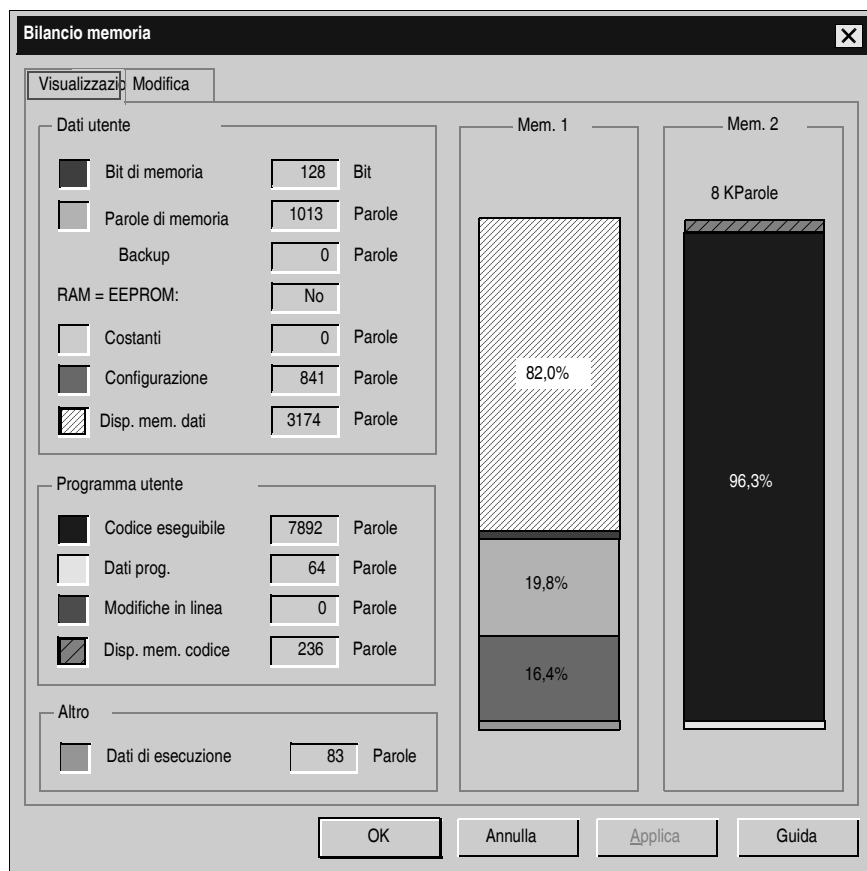 Bilancio memoria
Visualizzazio Modifica
Dati utente
Bit di memoria 128 Bit
Parole di memoria 1013 Parole
Backup 0 Parole
RAM = EEPROM: No
Costanti 0 Parole
Configurazione 841 Parole
Disp. mem. dati 3174 Parole
Programma utente
Codice eseguibile 7892 Parole
Dati prog. 64 Parole
Modifiche in linea 0 Parole
Disp. mem. codice 236 Parole
Altro
Dati di esecuzione 83 Parole
Mem. 1
82,0%
19,8%
16,4%
Mem. 2
8 KParole
96,3%
OK Annulla Applica Guida